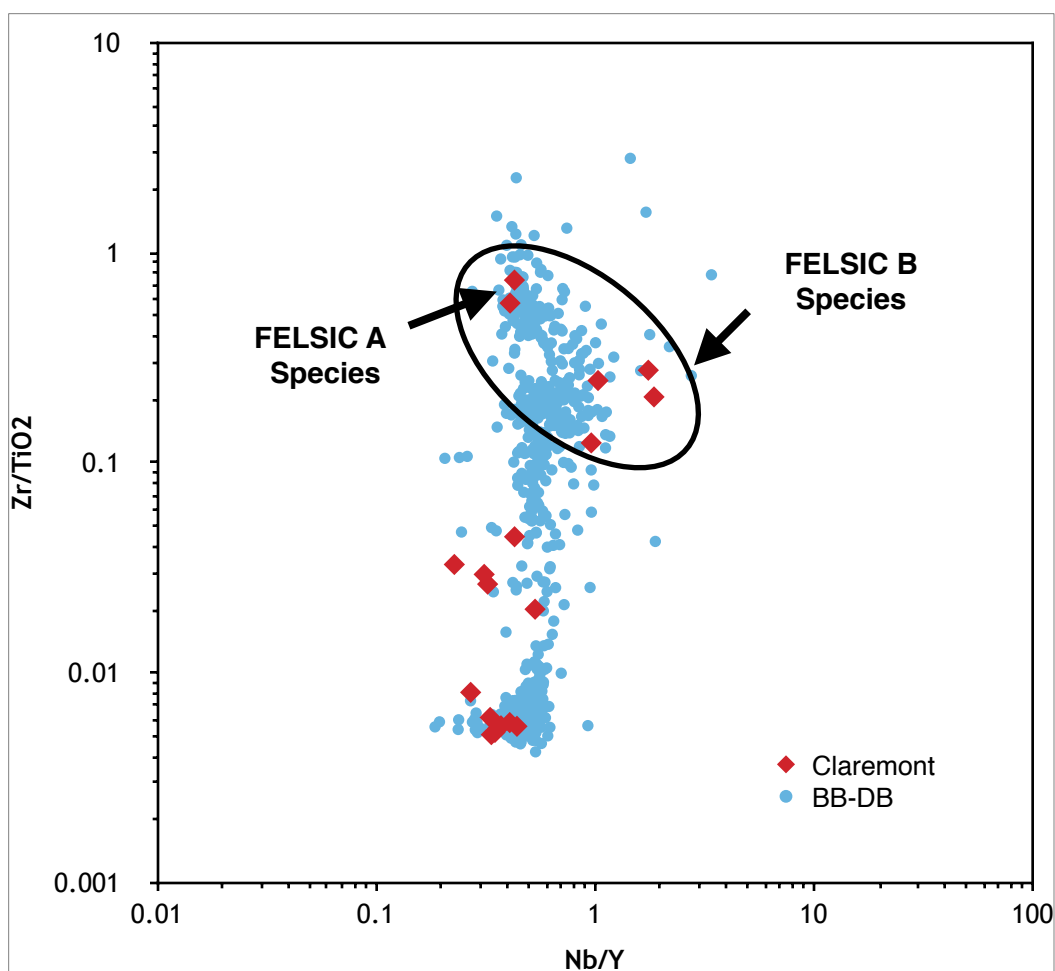 10
1
0.1
0.01
0.001
Zr/TiO2
FELSIC A
Species
FELSIC B
Species
Claremont
BB-DB
0.01
0.1
1
10
100
Nb/Y